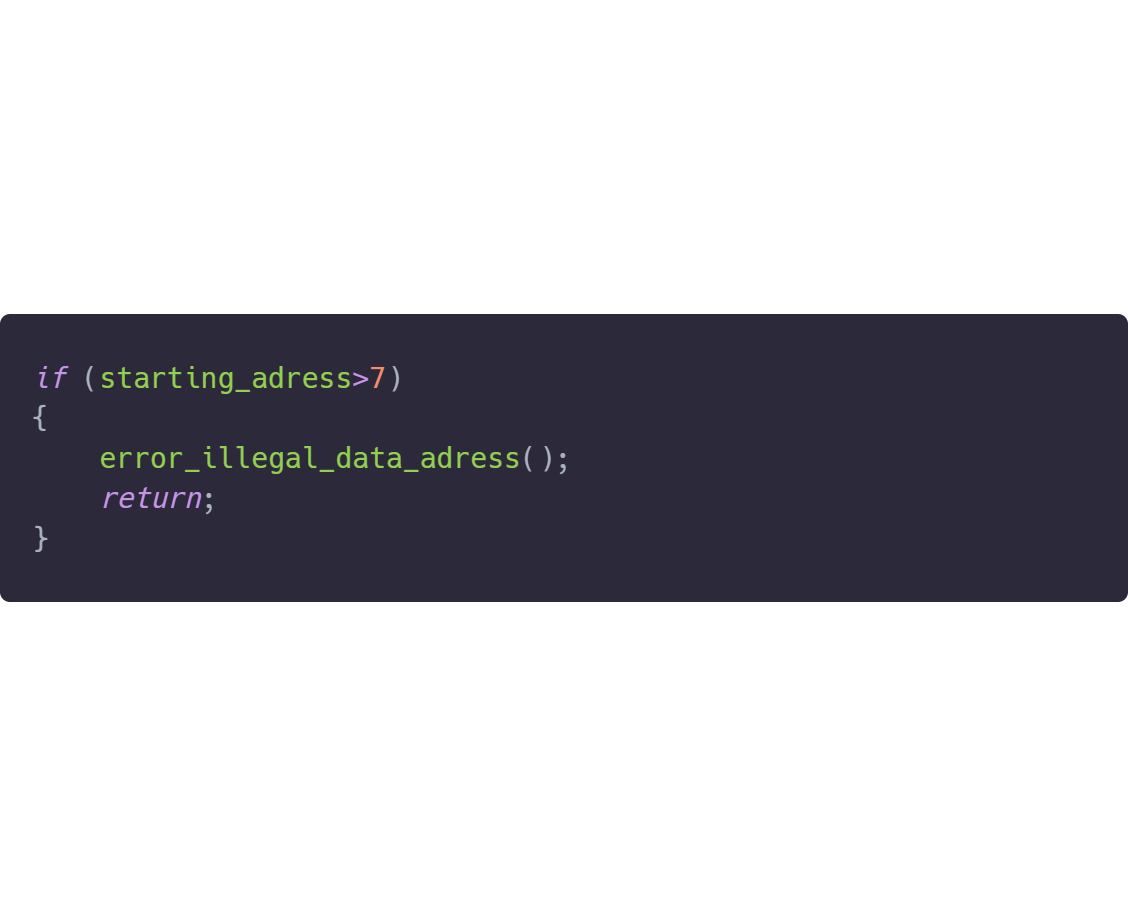 if (starting_adress>7)
{
    error_illegal_data_adress();
    return;
}